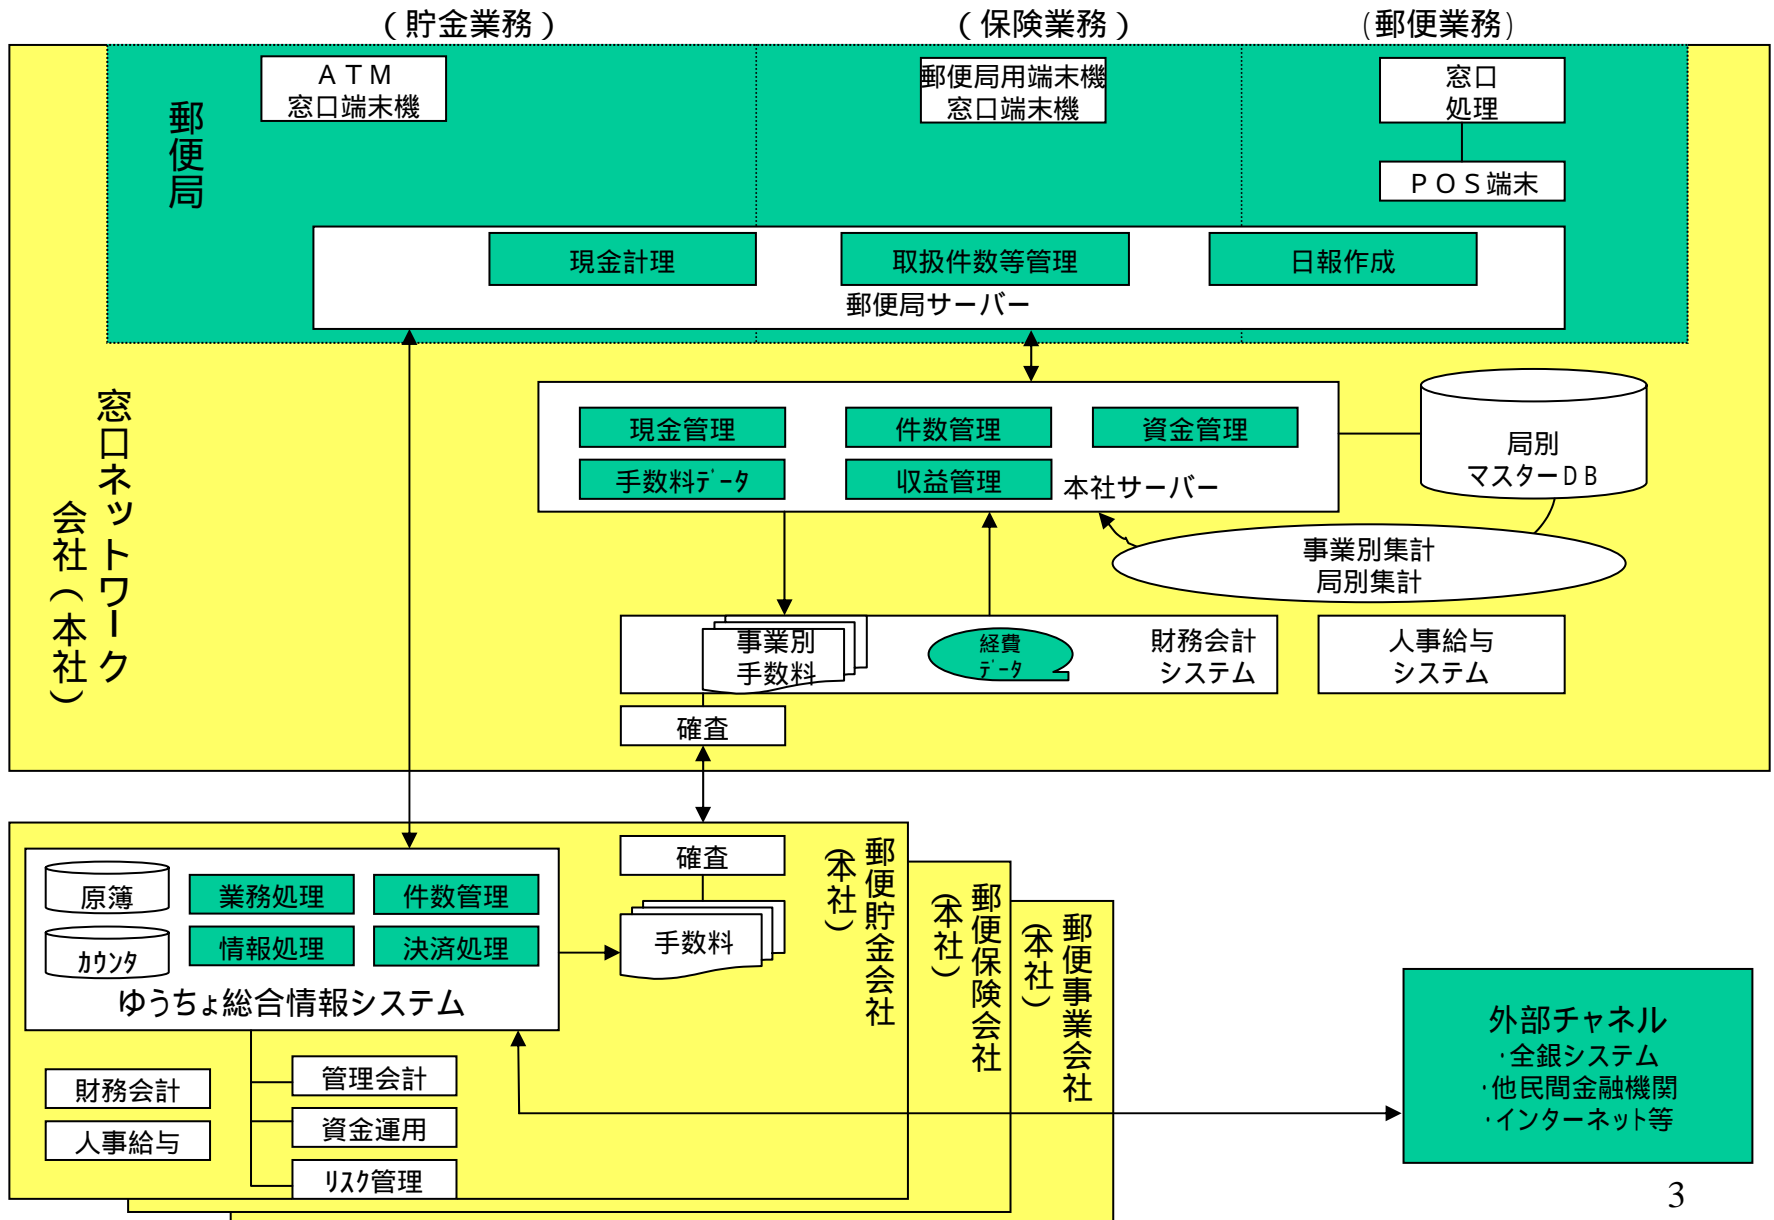 （貯金業務）
（保険業務）
(郵便業務)
郵便局
ＡＴＭ
窓口端末機
郵便局用端末機
窓口端末機
窓口
処理
ＰＯＳ端末
現金計理
取扱件数等管理
日報作成
郵便局サーバー
窓口ネットワーク
会社（本社）
現金管理
件数管理
資金管理
手数料ﾃﾞｰﾀ
収益管理
本社サーバー
局別
マスターＤＢ
事業別集計
局別集計
事業別
手数料
経費
ﾃﾞｰﾀ
財務会計
システム
人事給与
システム
確査
確査
郵便貯金会社
（本社）
郵便保険会社
（本社）
郵便事業会社
（本社）
原簿
業務処理
件数管理
ｶｳﾝﾀ
情報処理
決済処理
ゆうちょ総合情報システム
手数料
財務会計
人事給与
管理会計
資金運用
ﾘｽｸ管理
外部チャネル
・全銀システム
・他民間金融機関
・インターネット等
3